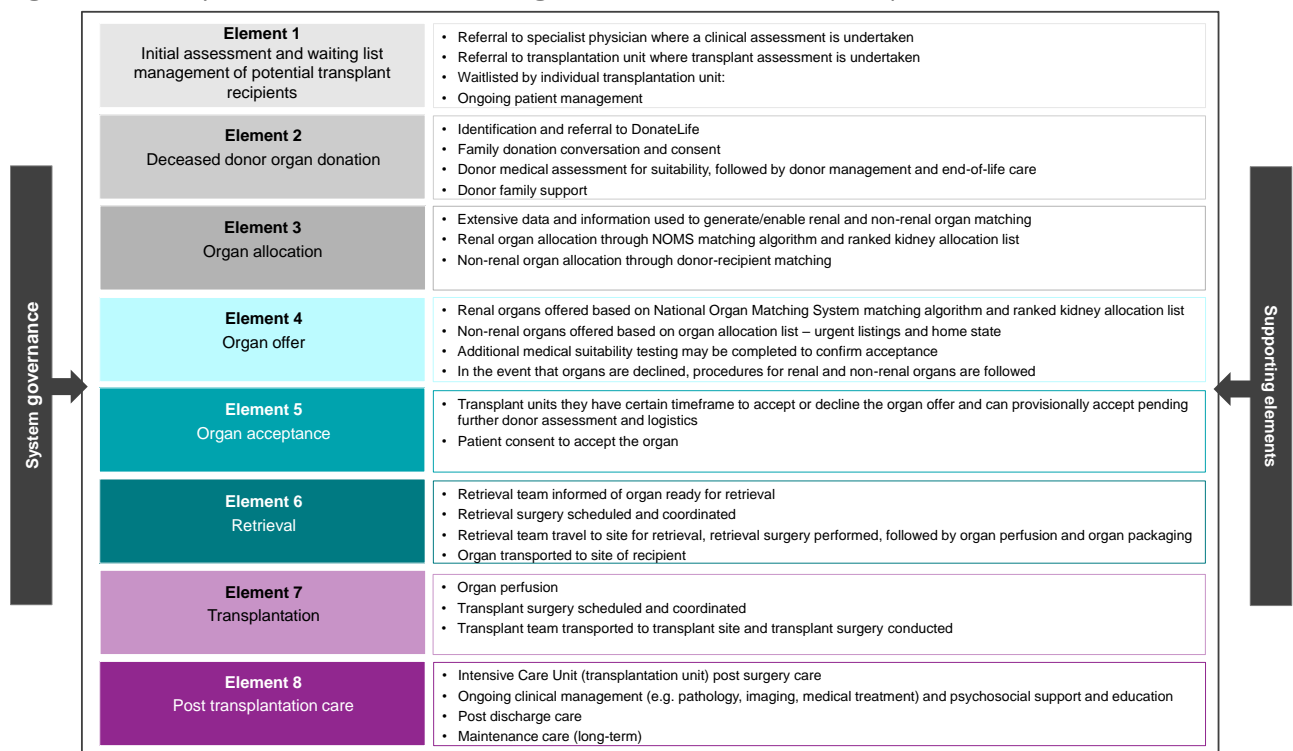 System governance
Element 1
Initial assessment and waiting list
management of potential transplant
recipients
• Referral to specialist physician where a clinical assessment is undertaken
• Referral to transplantation unit where transplant assessment is undertaken
• Waitlisted by individual transplantation unit:
• Ongoing patient management
Element 2
Deceased donor organ donation
• Identification and referral to DonateLife
• Family donation conversation and consent
• Donor medical assessment for suitability, followed by donor management and end-of-life care
• Donor family support
Element 3
Organ allocation
• Extensive data and information used to generate/enable renal and non-renal organ matching
• Renal organ allocation through NOMS matching algorithm and ranked kidney allocation list
• Non-renal organ allocation through donor-recipient matching
Element 4
Organ offer
• Renal organs offered based on National Organ Matching System matching algorithm and ranked kidney allocation list
• Non-renal organs offered based on organ allocation list – urgent listings and home state
• Additional medical suitability testing may be completed to confirm acceptance
• In the event that organs are declined, procedures for renal and non-renal organs are followed
Element 5
Organ acceptance
• Transplant units they have certain timeframe to accept or decline the organ offer and can provisionally accept pending
further donor assessment and logistics
• Patient consent to accept the organ
Element 6
Retrieval
• Retrieval team informed of organ ready for retrieval
• Retrieval surgery scheduled and coordinated
• Retrieval team travel to site for retrieval, retrieval surgery performed, followed by organ perfusion and organ packaging
• Organ transported to site of recipient
Element 7
Transplantation
• Organ perfusion
• Transplant surgery scheduled and coordinated
• Transplant team transported to transplant site and transplant surgery conducted
Element 8
Post transplantation care
• Intensive Care Unit (transplantation unit) post surgery care
• Ongoing clinical management (e.g. pathology, imaging, medical treatment) and psychosocial support and education
• Post discharge care
• Maintenance care (long-term)
Supporting elements